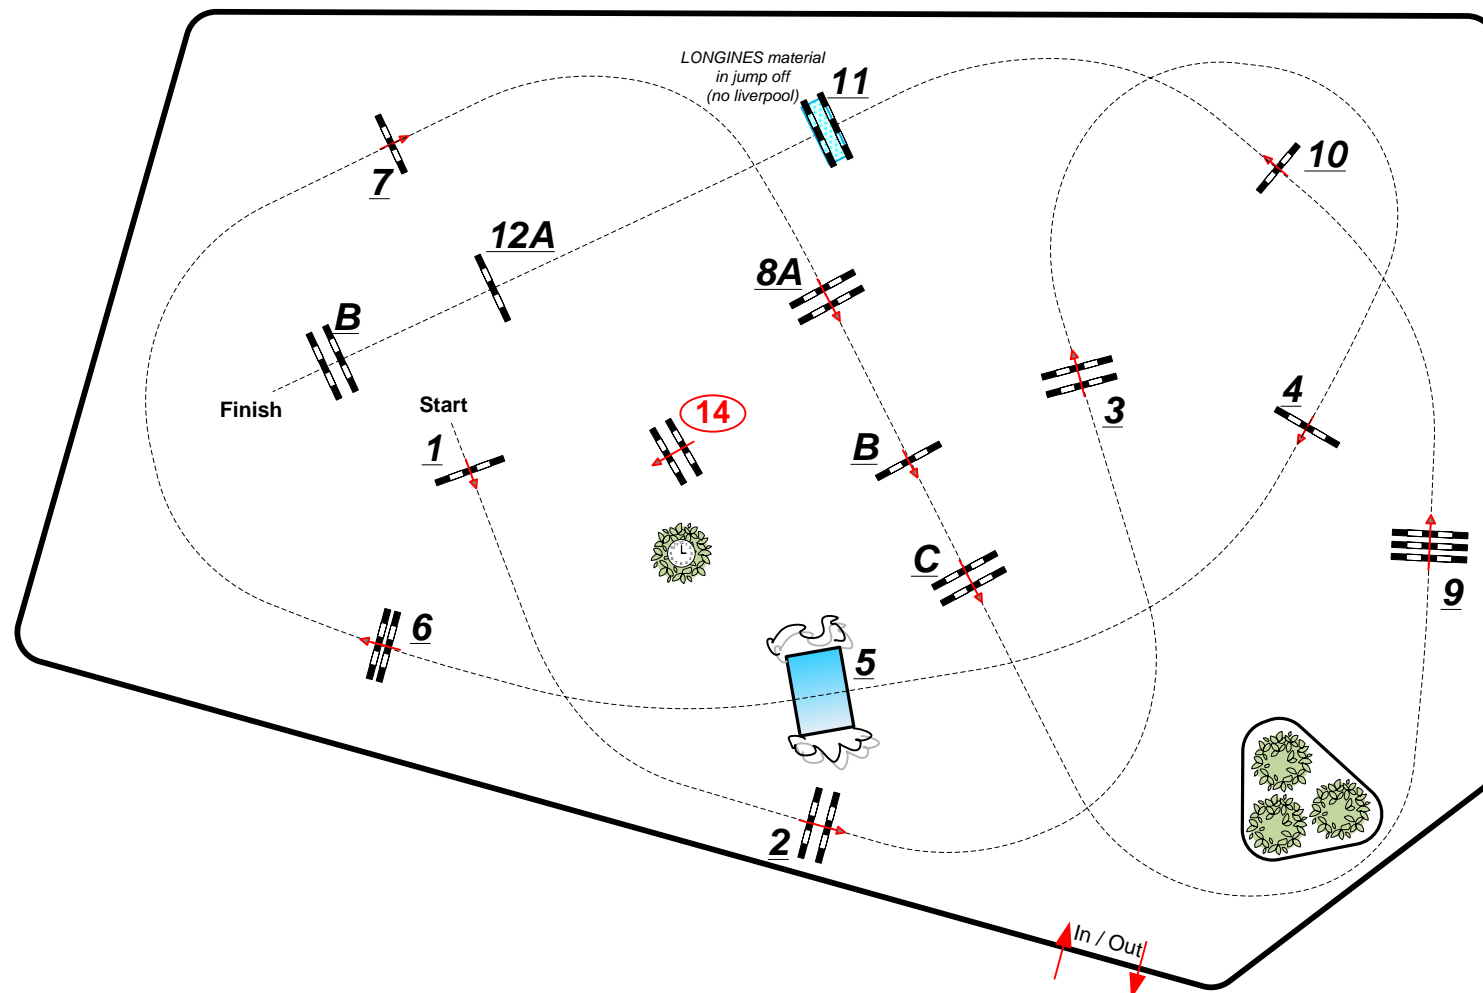 LONGINES material
in jump off
(no liverpool)
11
7
10
12A
8A
B
Finish
Start
1
14
3
4
B
C
9
6
5
2
In / Out